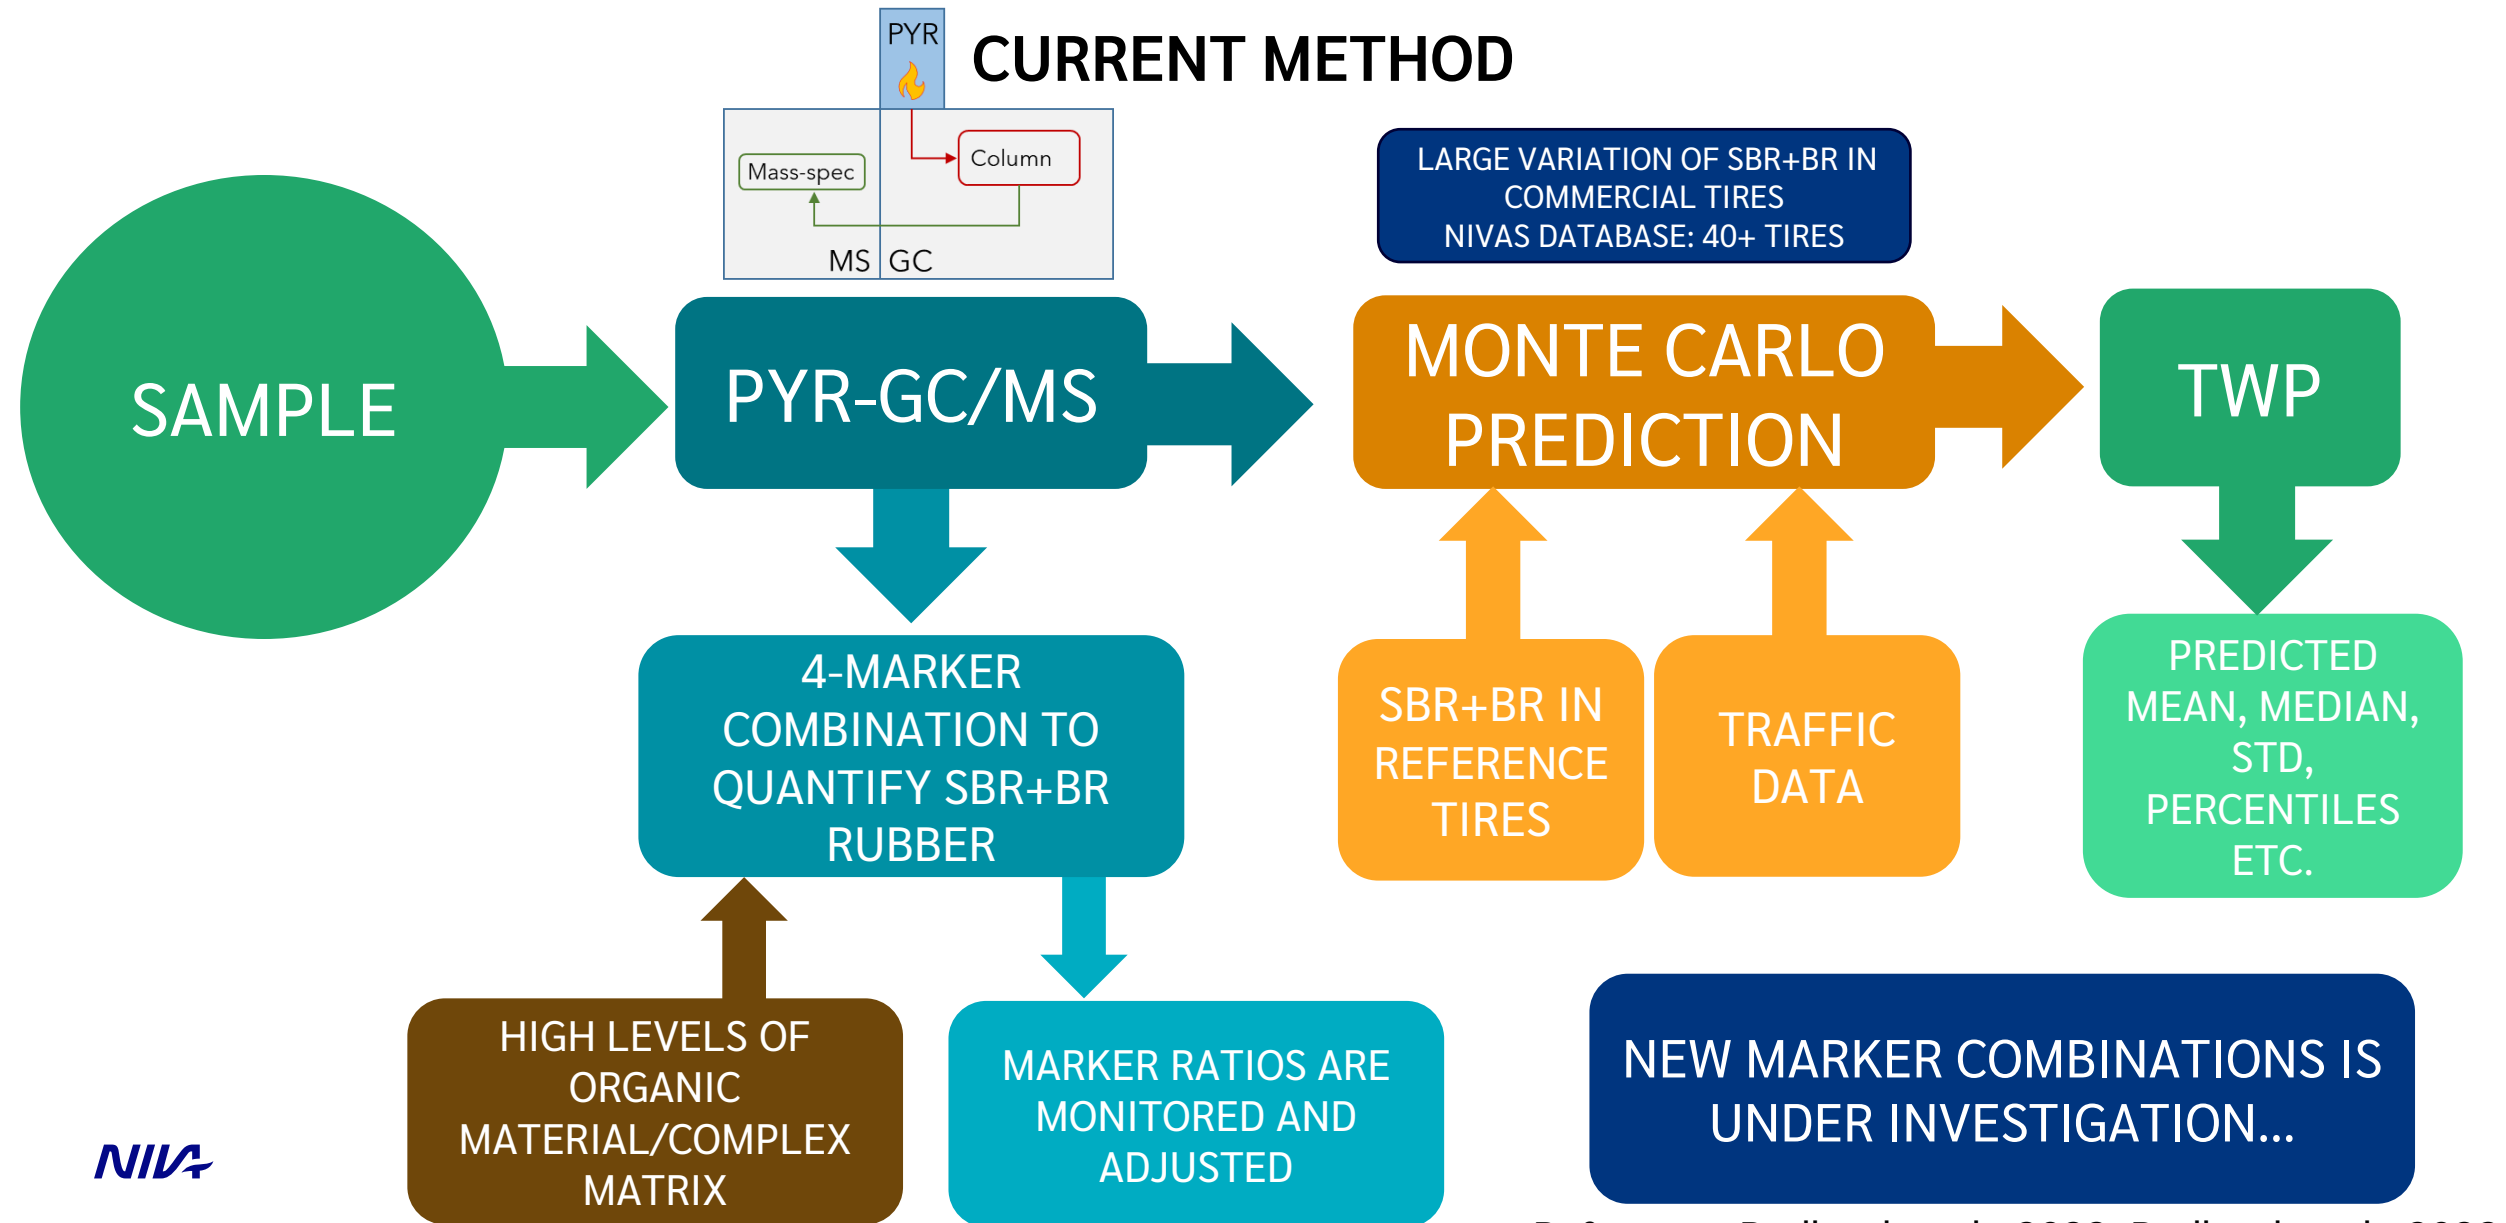 CURRENT METHOD
PYR
Mass-spec
Column
MS
GC
LARGE VARIATION OF SBR+BR IN
COMMERCIAL TIRES
NIVAS DATABASE: 40+ TIRES
SAMPLE
PYR-GC/MS
MONTE CARLO
PREDICTION
TWP
4-MARKER
COMBINATION TO
QUANTIFY SBR+BR
RUBBER
SBR+BR IN
REFERENCE
TIRES
TRAFFIC
DATA
PREDICTED
MEAN, MEDIAN,
STD,
PERCENTILES
ETC.
HIGH LEVELS OF
ORGANIC
MATERIAL/COMPLEX
MATRIX
MARKER RATIOS ARE
MONITORED AND
ADJUSTED
NEW MARKER COMBINATIONS IS
UNDER INVESTIGATION...
NIVA